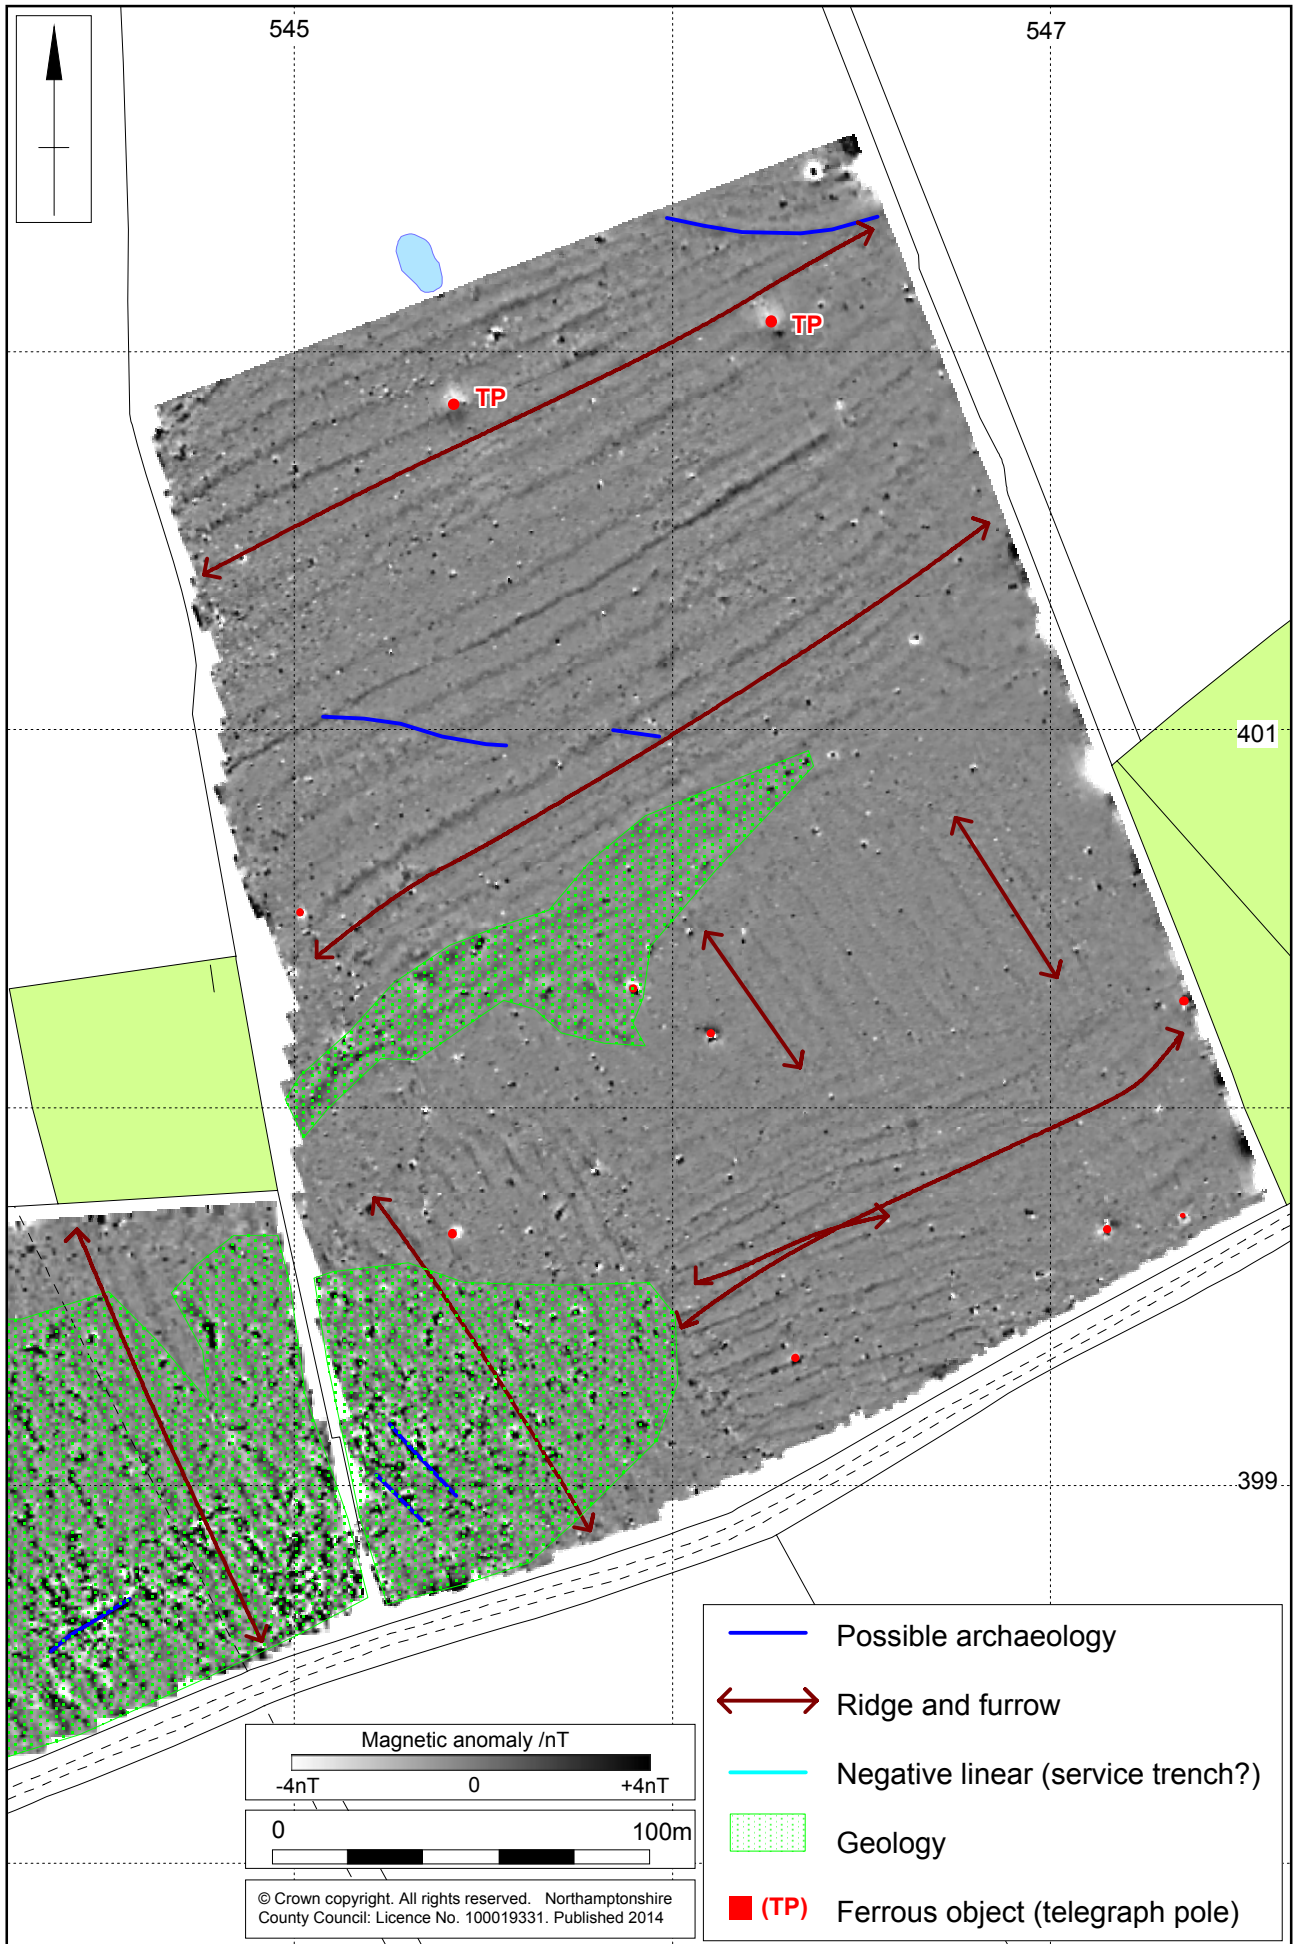 545
547
TP
TP
401
399
Possible archaeology
Ridge and furrow
Negative linear (service trench?)
Geology
(TP) Ferrous object (telegraph pole)
Magnetic anomaly /nT
-4nT 0 +4nT
0 100m
© Crown copyright. All rights reserved. Northamptonshire
County Council: Licence No. 100019331. Published 2014